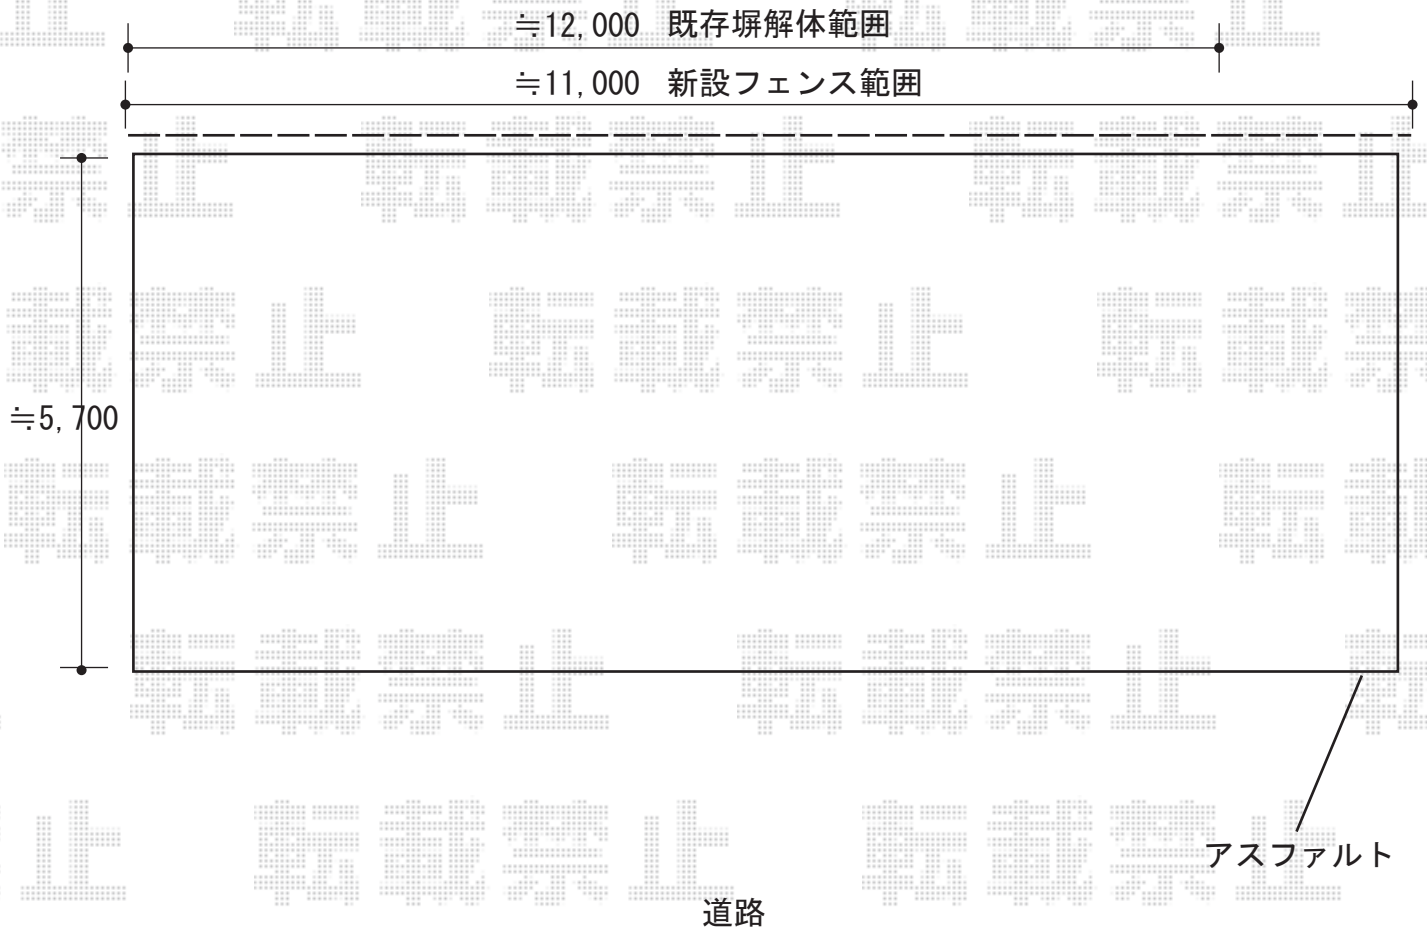 ≒12,000 既存塀解体範囲
≒11,000 新設フェンス範囲
≒5,700
アスファルト
道路
転載禁止